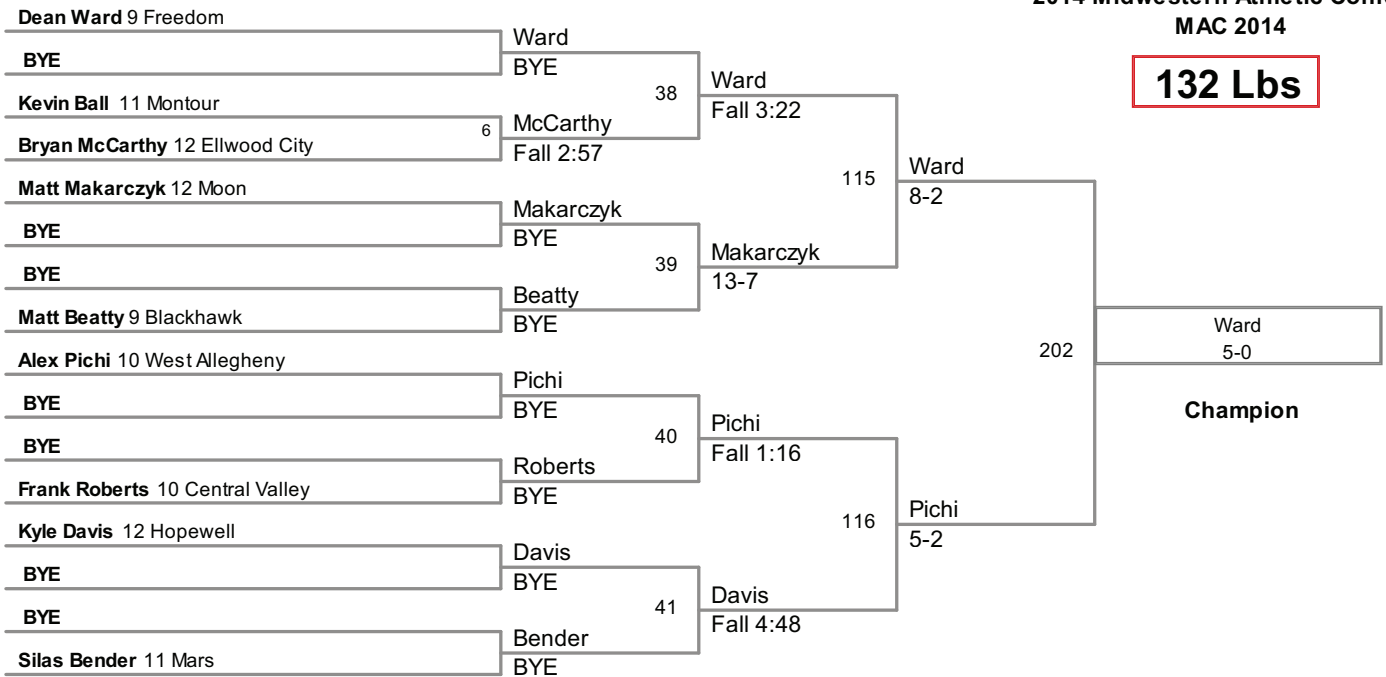 2014 Midwestern Athletic
MAC 2014
132 Lbs
Dean Ward 9 Freedom
BYE
Kevin Ball 11 Montour
Bryan McCarthy 12 Ellwood City
Matt Makarczyk 12 Moon
BYE
BYE
Matt Beatty 9 Blackhawk
Alex Pichi 10 West Allegheny
BYE
BYE
Frank Roberts 10 Central Valley
Kyle Davis 12 Hopewell
BYE
BYE
Silas Bender 11 Mars
Ward
BYE
6
McCarthy
Fall 2:57
Makarczyk
BYE
Beatty
BYE
Pichi
BYE
Roberts
BYE
Davis
BYE
Bender
BYE
38
39
40
41
Ward
Fall 3:22
Makarczyk
13-7
Pichi
Fall 1:16
Davis
Fall 4:48
115
116
Ward
8-2
Pichi
5-2
202
Ward
5-0
Champion